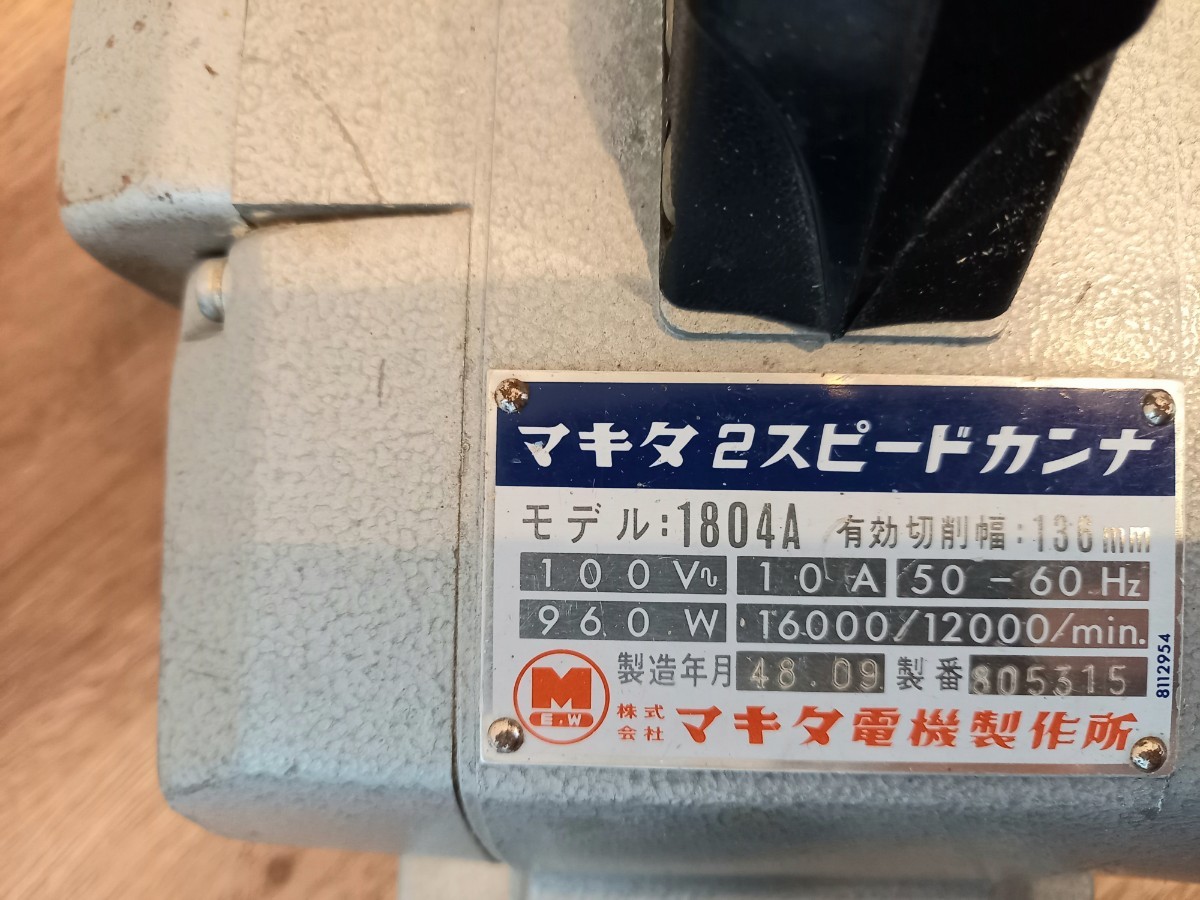 マキタ2スピードカンナ
モデル:1804A 有効切削幅:136mm
100V∿ 10A 50-60Hz
960W 16000/12000/min.
製造年月 48.09 製番 805315
8112954
M
E.W
株式会社 マキタ電機製作所